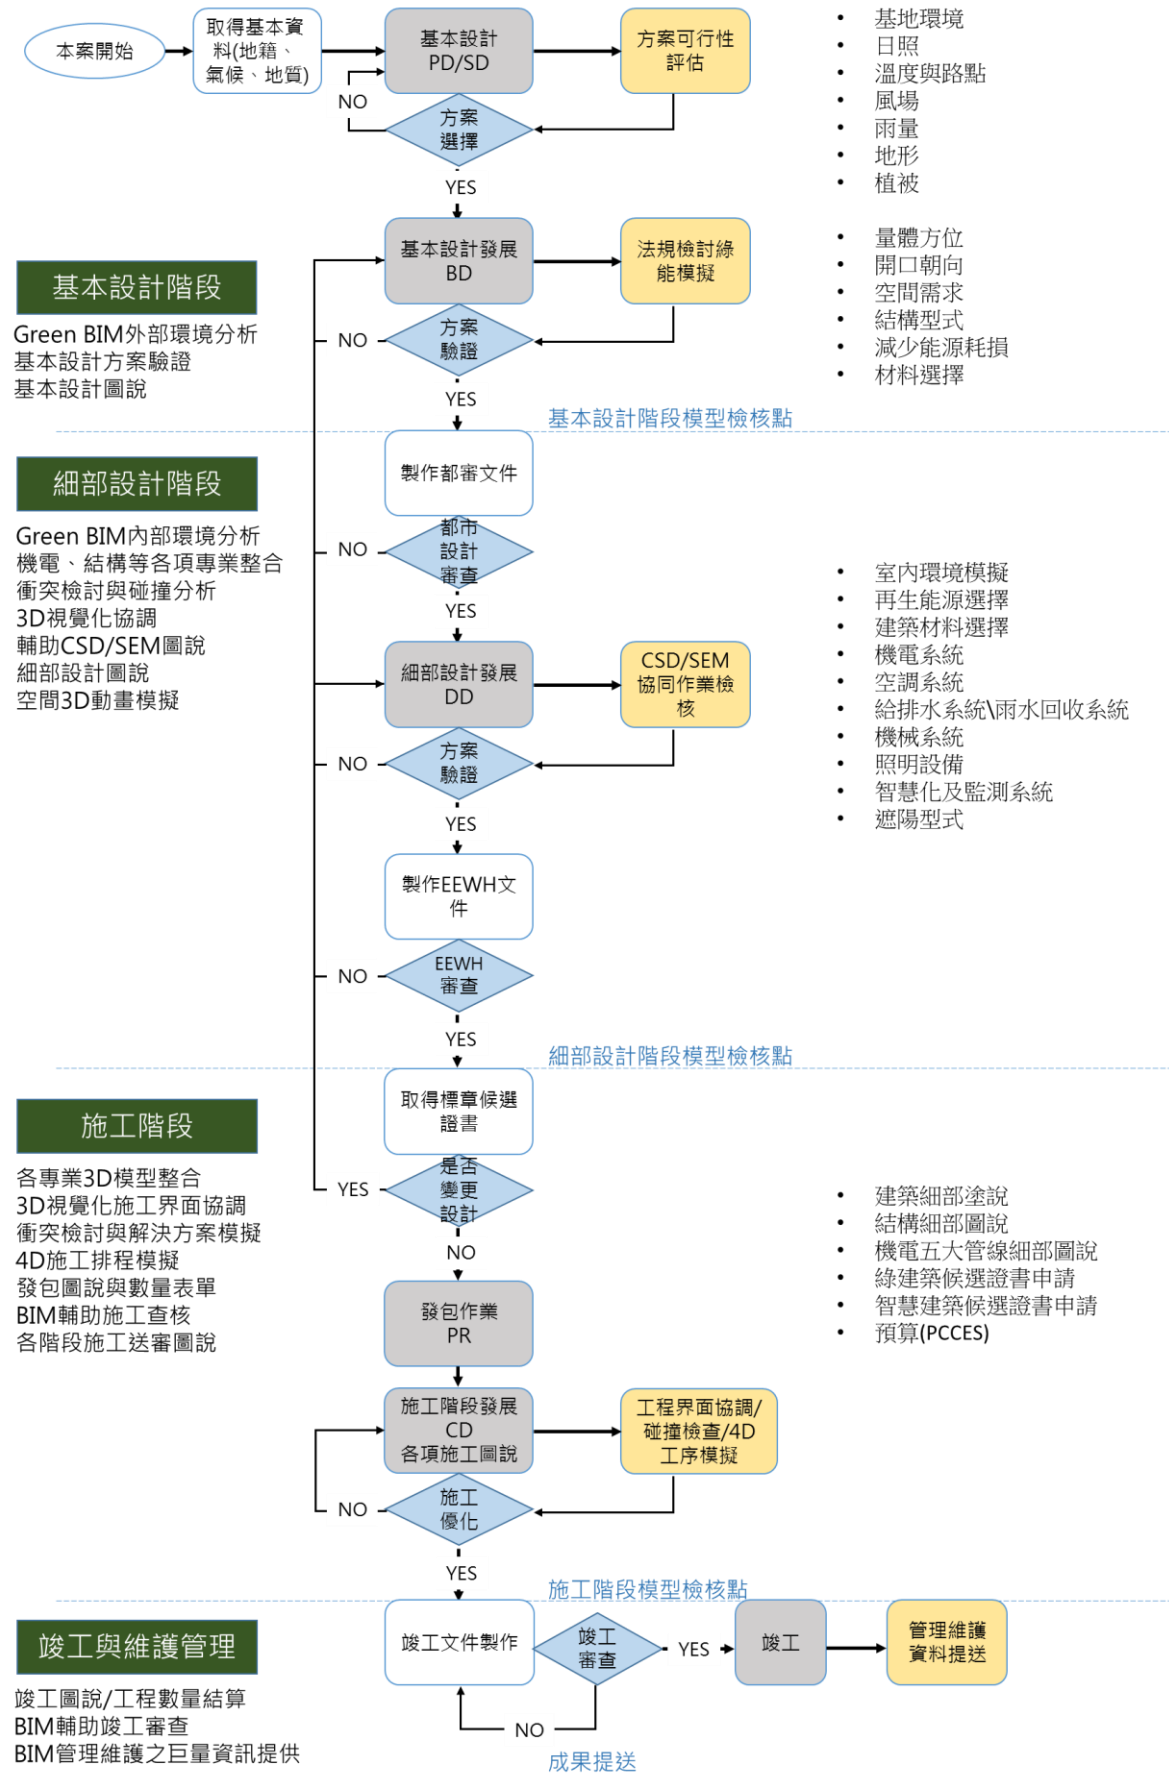 本案開始
取得基本資
料(地籍、
氣候、地質)
基本設計
PD/SD
方案可行性
評估
NO
方案
選擇
YES
• 基地環境
• 日照
• 溫度與路點
• 風場
• 雨量
• 地形
• 植被
基本設計階段
Green BIM外部環境分析
基本設計方案驗證
基本設計圖說
基本設計發展
BD
法規檢討綠
能模擬
NO
方案
驗證
YES
• 量體方位
• 開口朝向
• 空間需求
• 結構型式
• 減少能源耗損
• 材料選擇
基本設計階段模型檢核點
細部設計階段
Green BIM內部環境分析
機電、結構等各項專業整合
衝突檢討與碰撞分析
3D視覺化協調
輔助CSD/SEM圖說
細部設計圖說
空間3D動畫模擬
製作都審文件
NO
都市
設計
審查
YES
細部設計發展
DD
CSD/SEM
協同作業檢
核
NO
方案
驗證
YES
製作EEWH文
件
NO
EEWH
審查
YES
• 室內環境模擬
• 再生能源選擇
• 建築材料選擇
• 機電系統
• 空調系統
• 給排水系統\雨水回收系統
• 機械系統
• 照明設備
• 智慧化及監測系統
• 遮陽型式
細部設計階段模型檢核點
施工階段
各專業3D模型整合
3D視覺化施工界面協調
衝突檢討與解決方案模擬
4D施工排程模擬
發包圖說與數量表單
BIM輔助施工查核
各階段施工送審圖說
取得標章候選
證書
YES
是否
變更
設計
NO
發包作業
PR
施工階段發展
CD
各項施工圖說
工程界面協調/
碰撞檢查/4D
工序模擬
NO
施工
優化
YES
• 建築細部塗說
• 結構細部圖說
• 機電五大管線細部圖說
• 綠建築候選證書申請
• 智慧建築候選證書申請
• 預算(PCCES)
施工階段模型檢核點
竣工與維護管理
竣工圖說/工程數量結算
BIM輔助竣工審查
BIM管理維護之巨量資訊提供
竣工文件製作
竣工
審查
YES
竣工
管理維護
資料提送
NO
成果提送